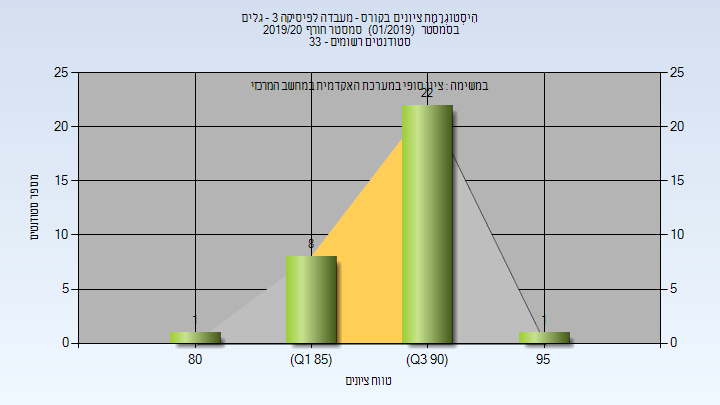 היסטוגרמת ציונים בקורס - מעבדה לפיסיקה 3 - גלים
בסמסטר (01/2019) סמסטר חורף 2019/20
סטודנטים רשומים - 33
במשימה : ציון סופי במערכת האקדמית במחשב המרכזי
25 25
20 20
15 15
10 10
5 5
0 0
1 8 22 1
80 (Q1 85) (Q3 90) 95
מספר סטודנטים
טווח ציונים